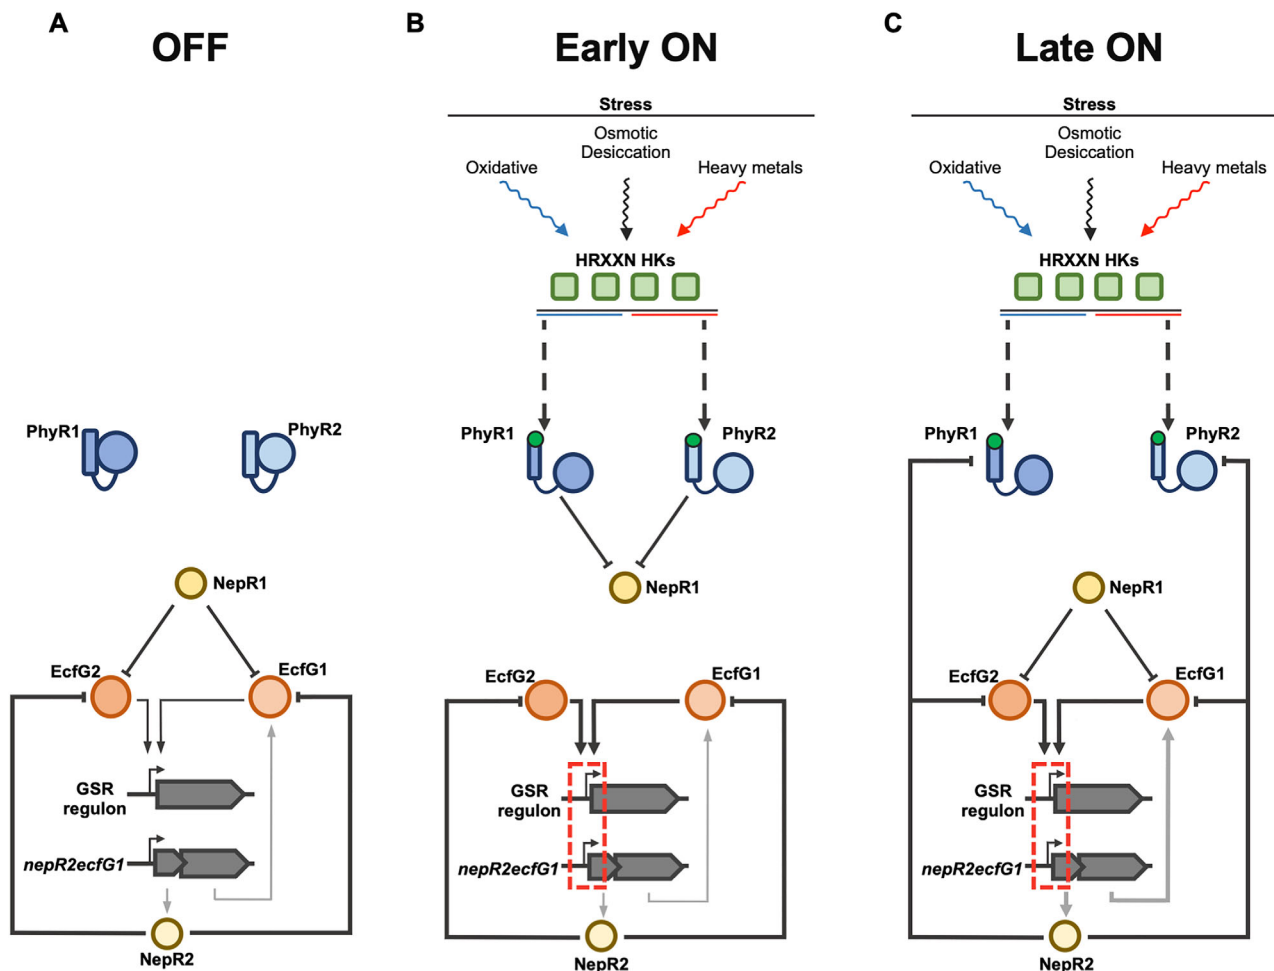 A
OFF
PhyR1
PhyR2
NepR1
EcfG2
EcfG1
GSR
regulon
nepR2ecfG1
NepR2
B
Early ON
Stress
Osmotic
Desiccation
Oxidative
Heavy metals
HRXXN HKs
PhyR1
PhyR2
NepR1
EcfG2
EcfG1
GSR
regulon
nepR2ecfG1
NepR2
C
Late ON
Stress
Osmotic
Desiccation
Oxidative
Heavy metals
HRXXN HKs
PhyR1
PhyR2
NepR1
EcfG2
EcfG1
GSR
regulon
nepR2ecfG1
NepR2